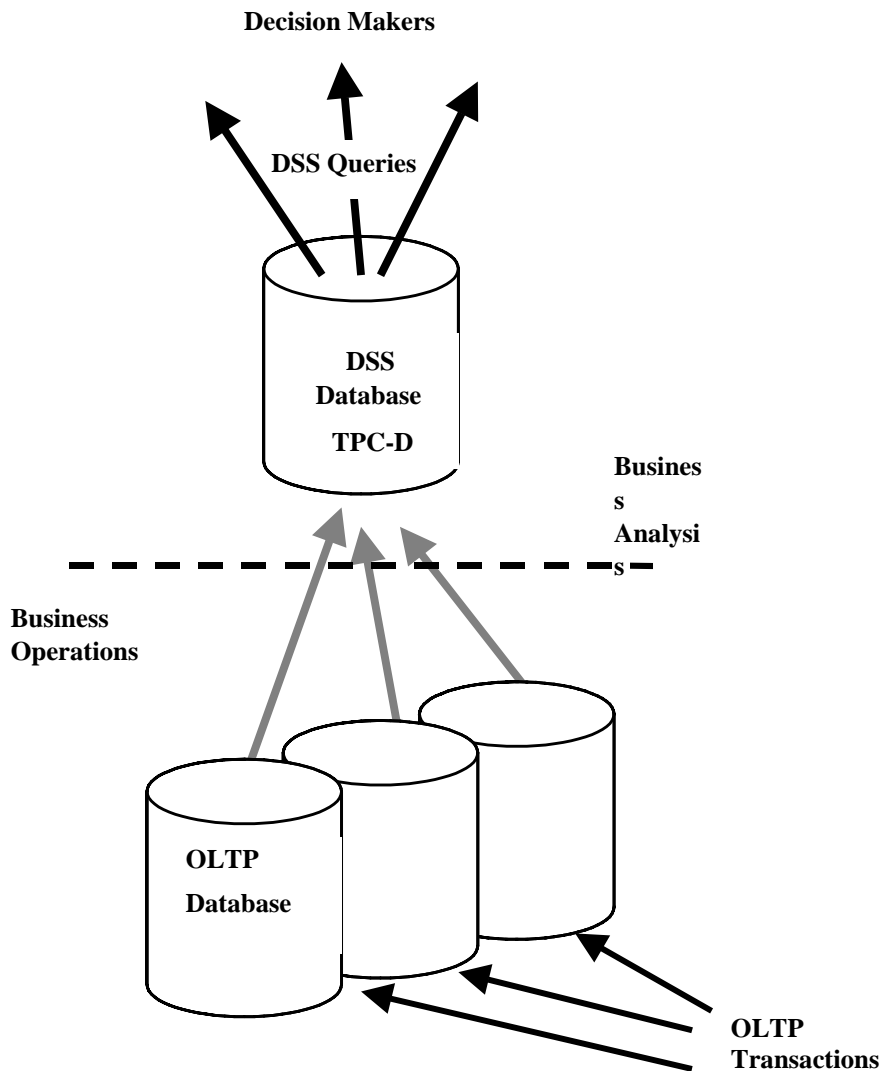 Decision Makers
DSS Queries
DSS
Database
TPC-D
Busines
s
Analysi
s
Business
Operations
OLTP
Database
OLTP
Transactions